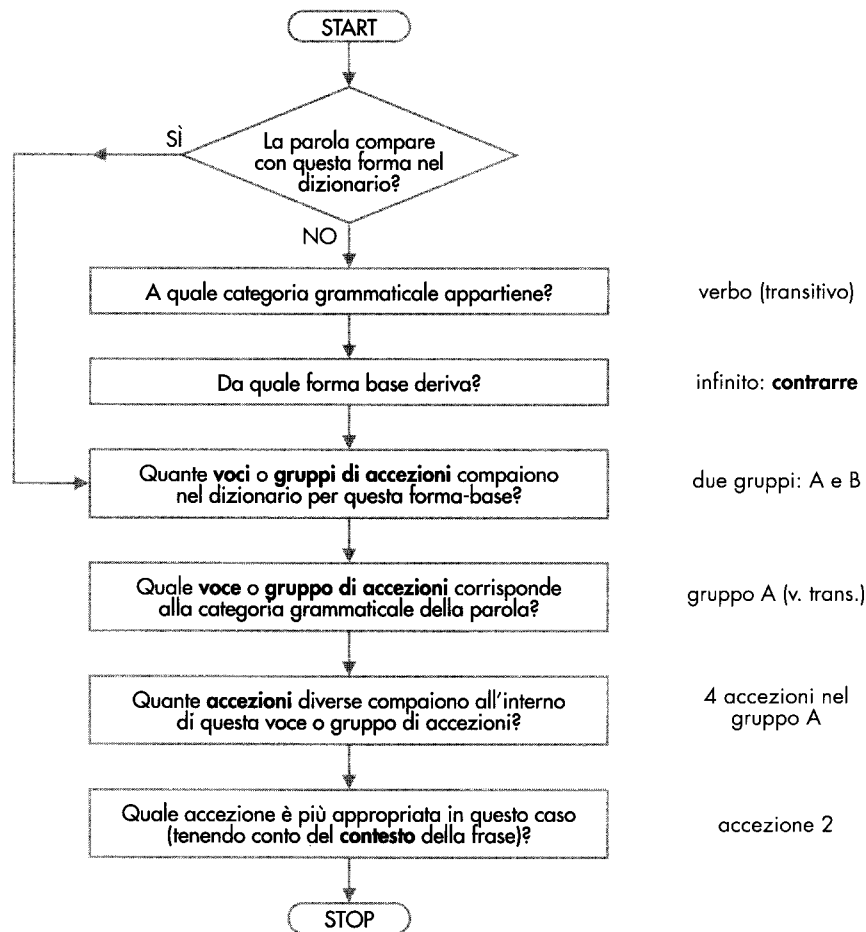 START
SÌ
La parola compare
con questa forma nel
dizionario?
NO
A quale categoria grammaticale appartiene?
verbo (transitivo)
Da quale forma base deriva?
infinito: contrarre
Quante voci o gruppi di accezioni compaiono
nel dizionario per questa forma-base?
due gruppi: A e B
Quale voce o gruppo di accezioni corrisponde
alla categoria grammaticale della parola?
gruppo A (v. trans.)
Quante accezioni diverse compaiono all'interno
di questa voce o gruppo di accezioni?
4 accezioni nel
gruppo A
Quale accezione è più appropriata in questo caso
(tenendo conto del contesto della frase)?
accezione 2
STOP